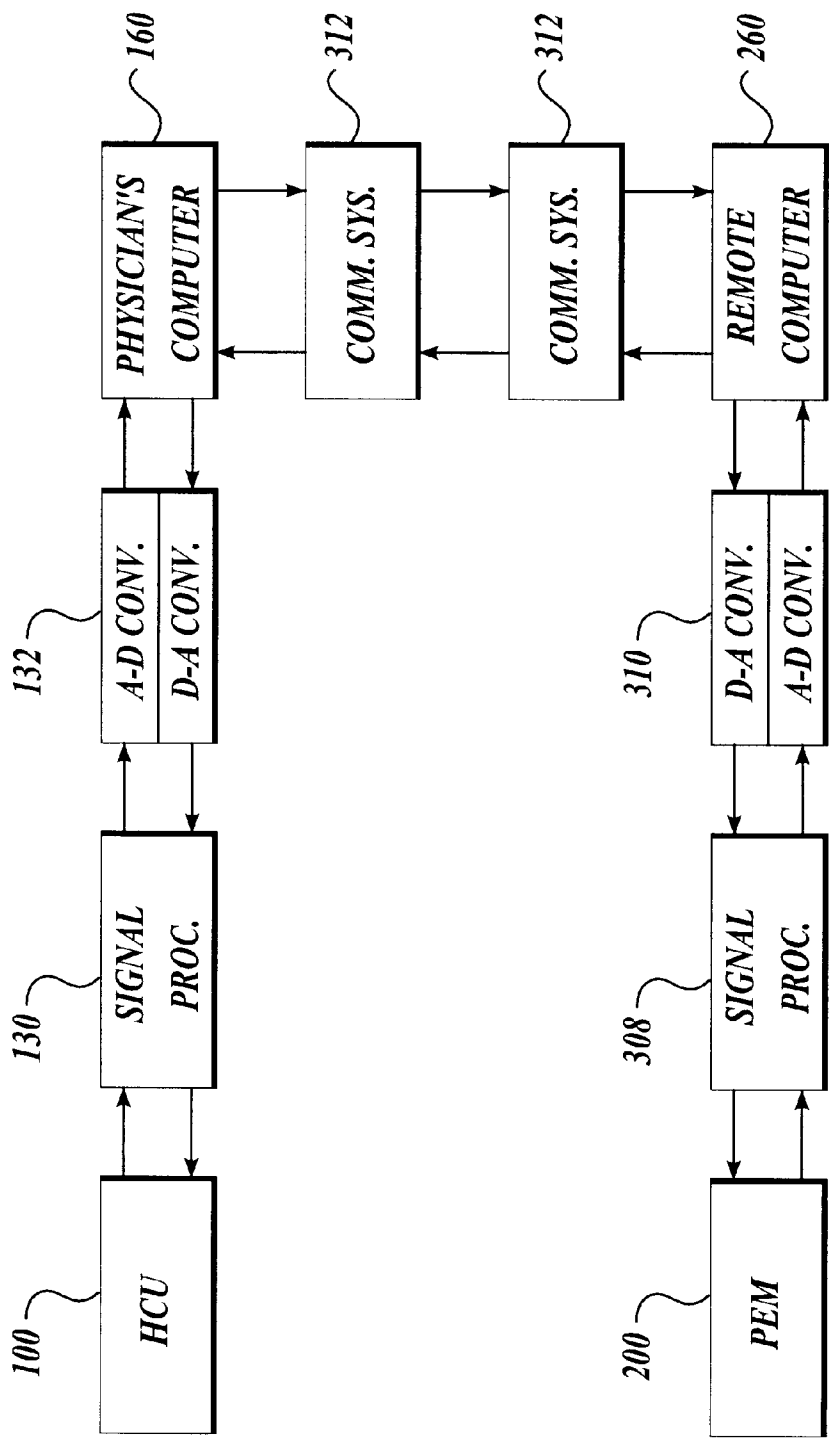 100
HCU
130
SIGNAL
PROC.
132
A-D CONV.
D-A CONV.
160
PHYSICIAN'S
COMPUTER
312
COMM. SYS.
312
COMM. SYS.
200
PEM
308
SIGNAL
PROC.
310
D-A CONV.
A-D CONV.
260
REMOTE
COMPUTER